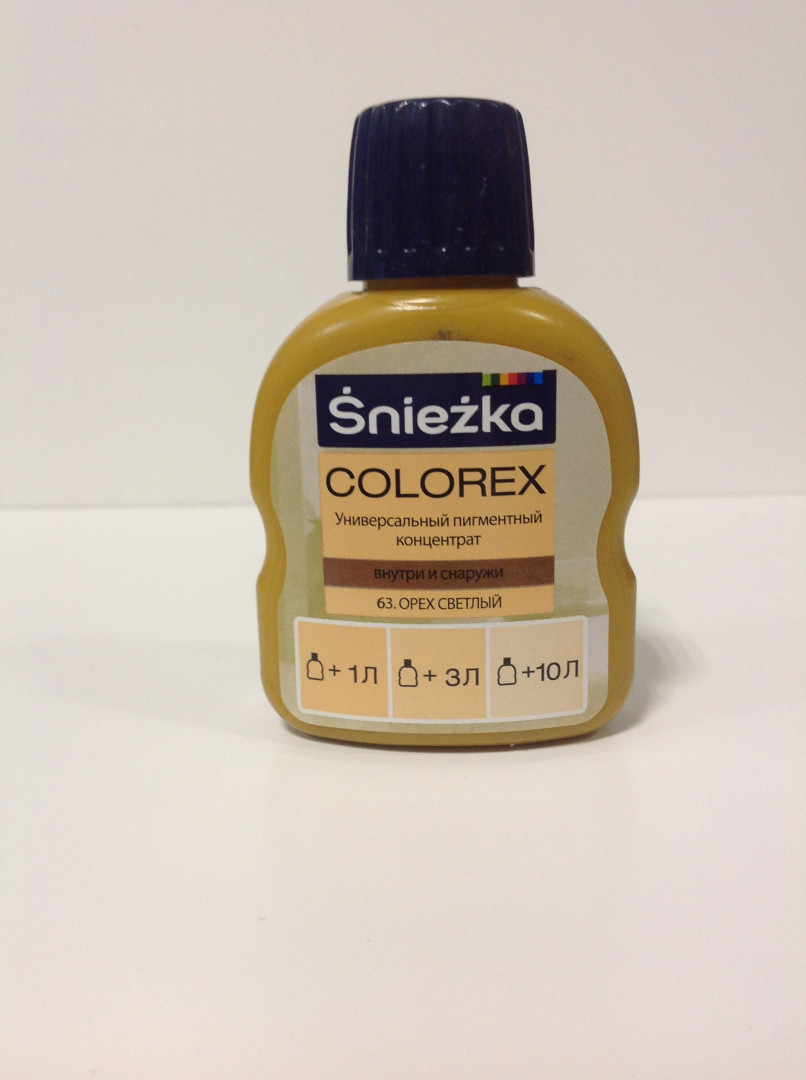 Śnieżka
COLOREX
Универсальный пигментный
концентрат
внутри и снаружи
63. ОРЕХ СВЕТЛЫЙ
+ 1Л + 3Л +10Л